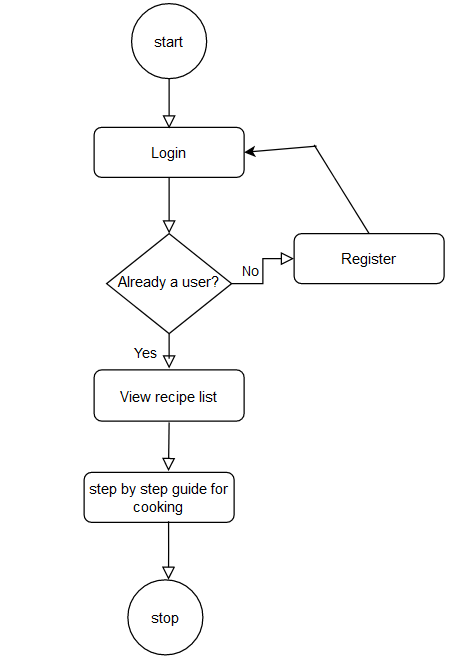 start
Login
Already a user?
No
Register
Yes
View recipe list
step by step guide for
cooking
stop